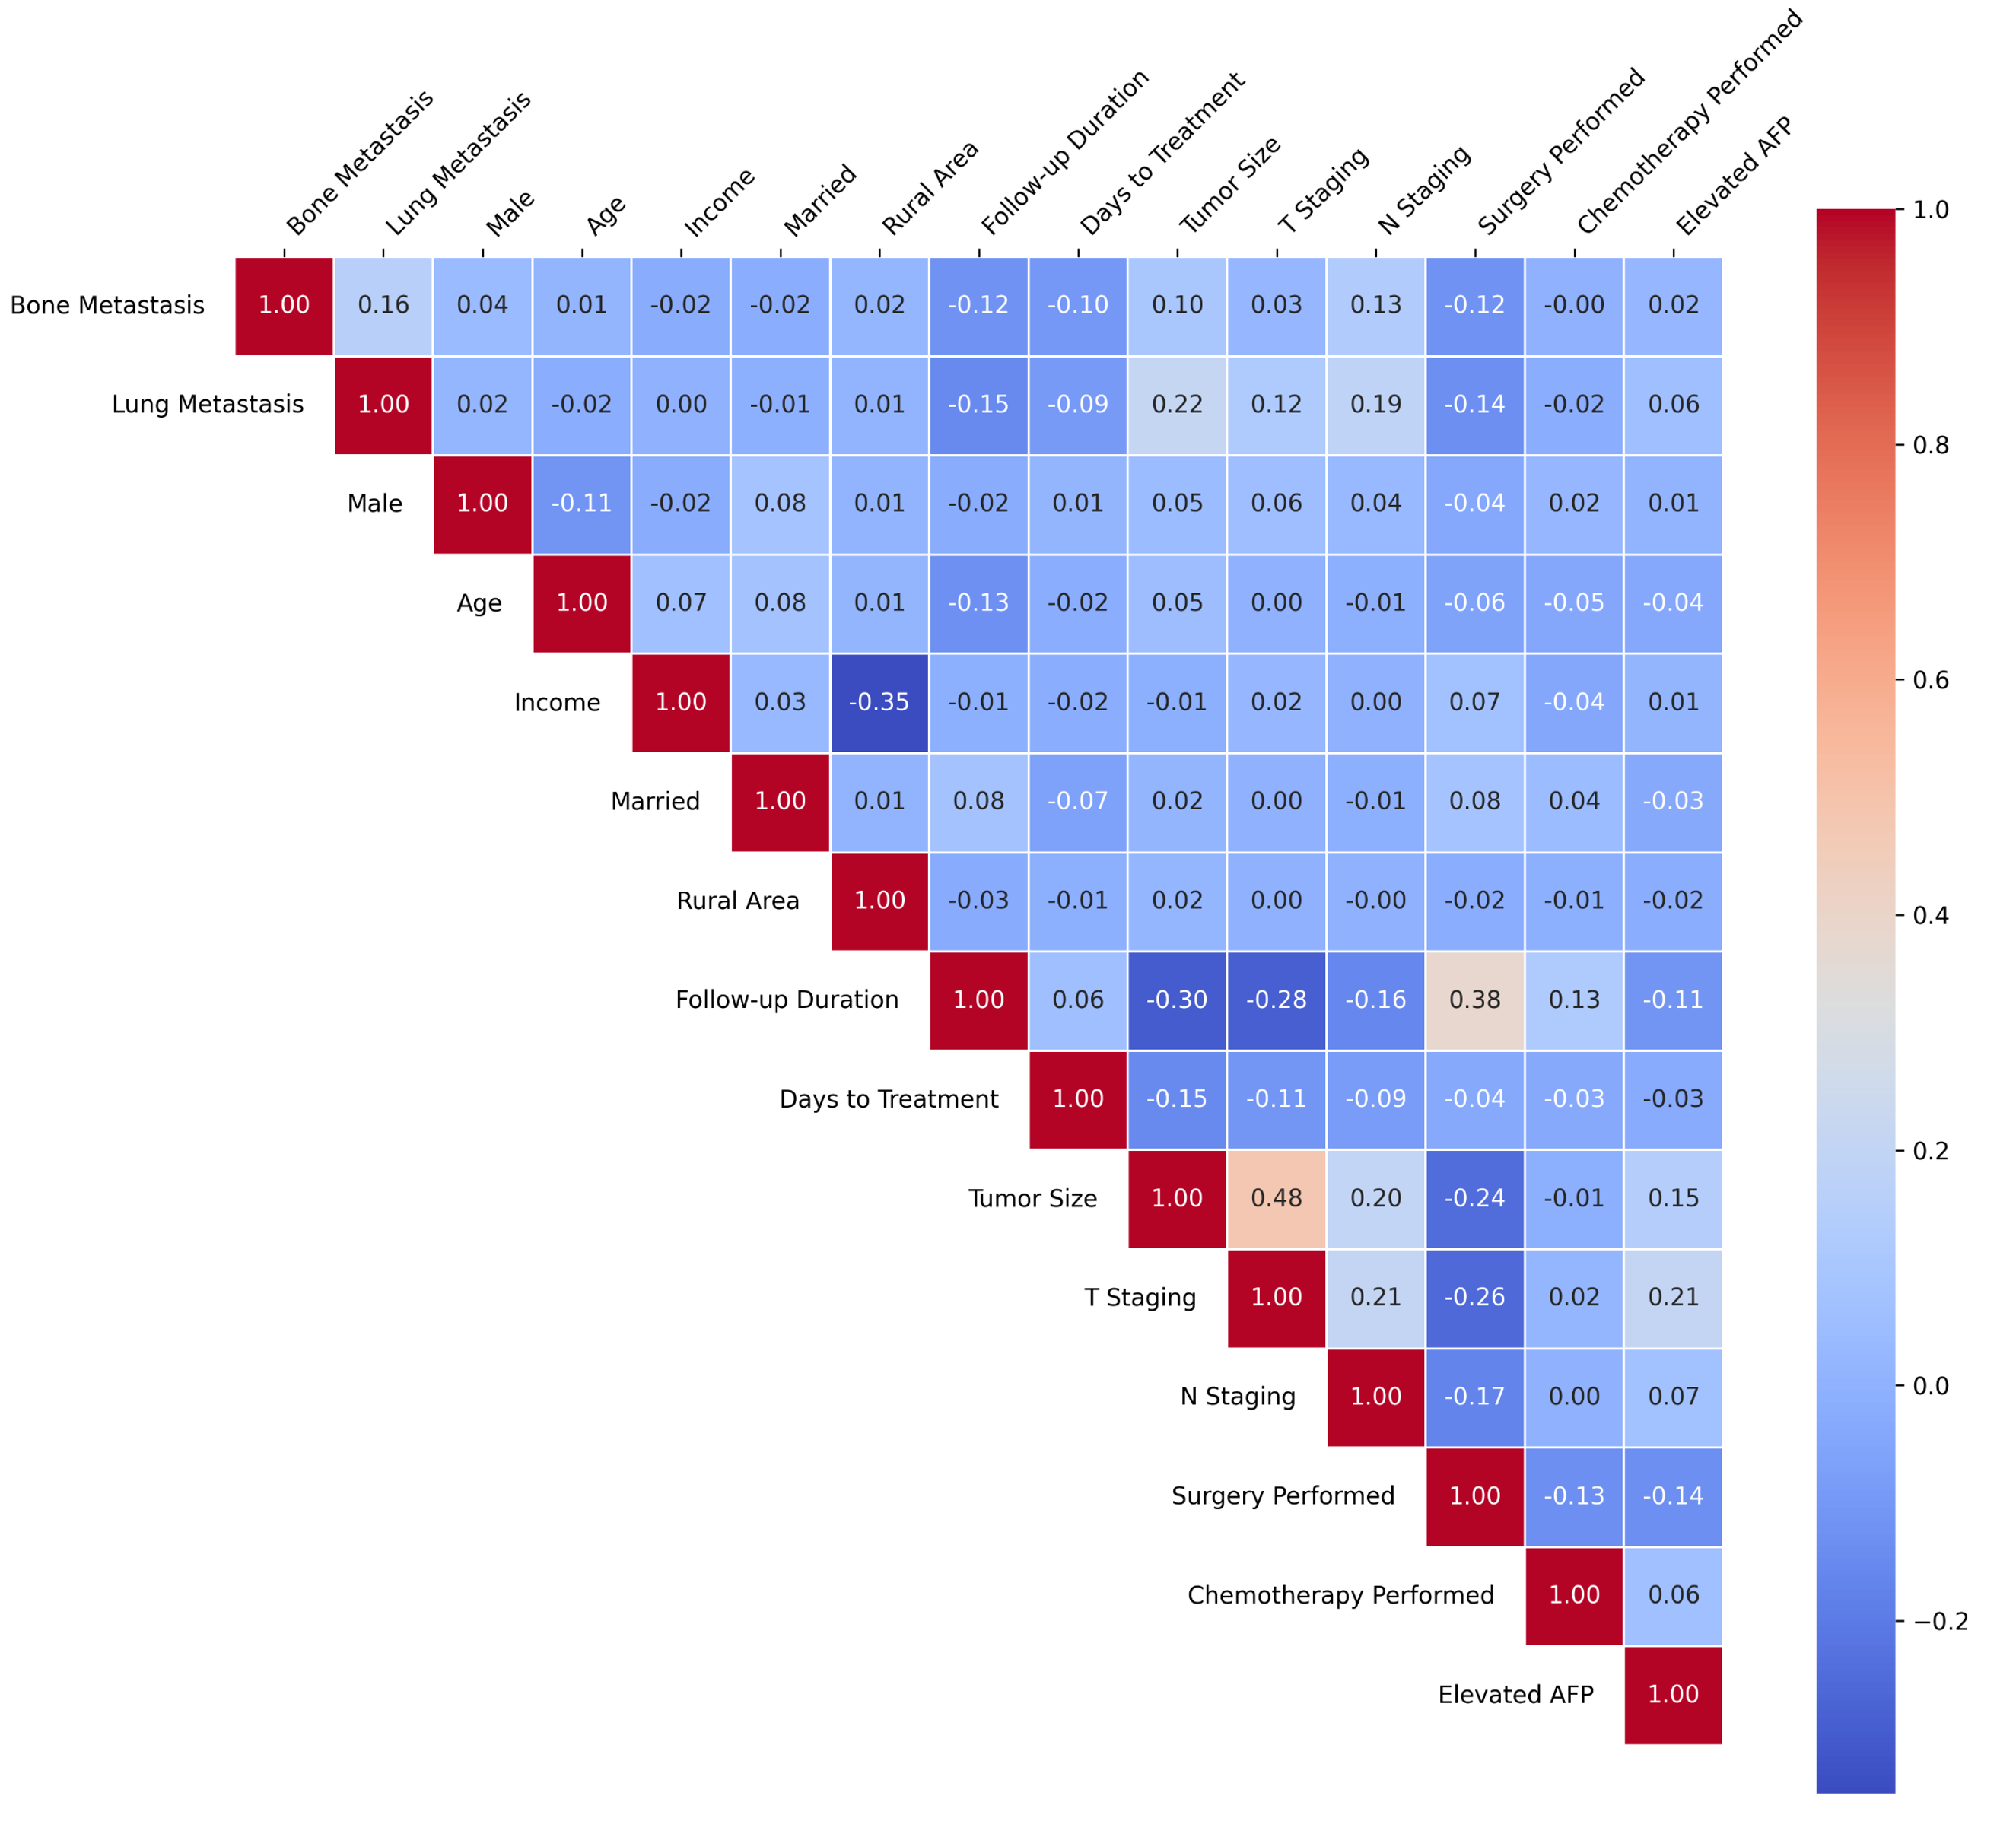 Bone Metastasis Lung Metastasis Male Age Income Married Rural Area Follow-up Duration Days to Treatment Tumor Size T Staging N Staging Surgery Performed Chemotherapy Performed Elevated AFP
Bone Metastasis 1.00 0.16 0.04 0.01 -0.02 -0.02 0.02 -0.12 -0.10 0.10 0.03 0.13 -0.12 -0.00 0.02
Lung Metastasis 1.00 0.02 -0.02 0.00 -0.01 0.01 -0.15 -0.09 0.22 0.12 0.19 -0.14 -0.02 0.06
Male 1.00 -0.11 -0.02 0.08 0.01 -0.02 0.01 0.05 0.06 0.04 -0.04 0.02 0.01
Age 1.00 0.07 0.08 0.01 -0.13 -0.02 0.05 0.00 -0.01 -0.06 -0.05 -0.04
Income 1.00 0.03 -0.35 -0.01 -0.02 -0.01 0.02 0.00 0.07 -0.04 0.01
Married 1.00 0.01 0.08 -0.07 0.02 0.00 -0.01 0.08 0.04 -0.03
Rural Area 1.00 -0.03 -0.01 0.02 0.00 -0.00 -0.02 -0.01 -0.02
Follow-up Duration 1.00 0.06 -0.30 -0.28 -0.16 0.38 0.13 -0.11
Days to Treatment 1.00 -0.15 -0.11 -0.09 -0.04 -0.03 -0.03
Tumor Size 1.00 0.48 0.20 -0.24 -0.01 0.15
T Staging 1.00 0.21 -0.26 0.02 0.21
N Staging 1.00 -0.17 0.00 0.07
Surgery Performed 1.00 -0.13 -0.14
Chemotherapy Performed 1.00 0.06
Elevated AFP 1.00
1.0
0.8
0.6
0.4
0.2
0.0
−0.2